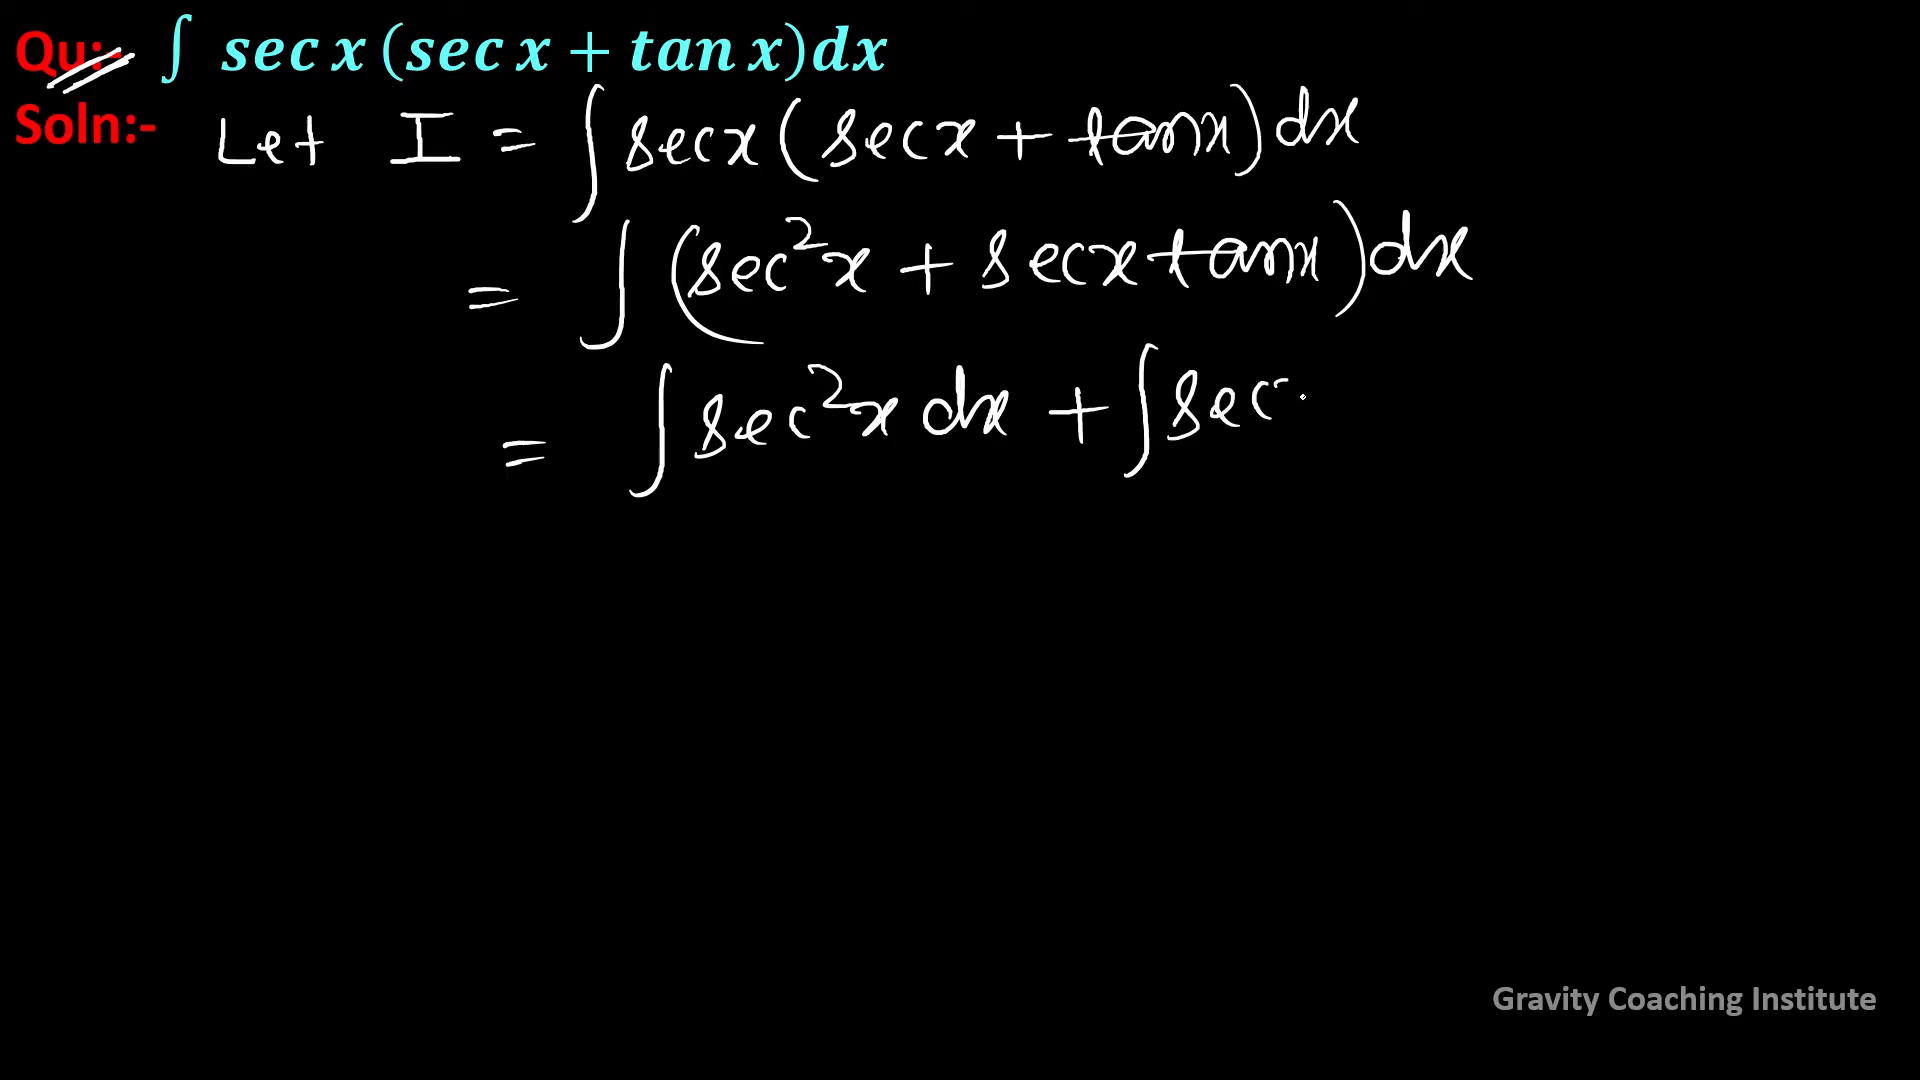 Qu:- ∫ sec x (sec x + tan x)dx
Soln:- Let I = ∫ secx (secx + tanx) dx
= ∫ (sec²x + secx tanx) dx
= ∫ sec²x dx + ∫ sec
Gravity Coaching Institute